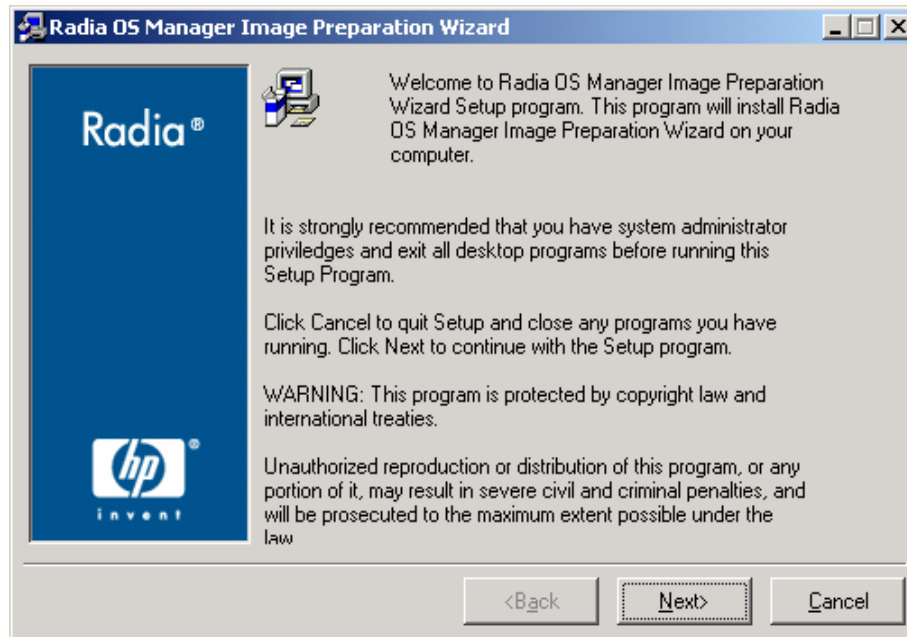 Radia OS Manager Image Preparation Wizard
Radia®
Welcome to Radia OS Manager Image Preparation
Wizard Setup program. This program will install Radia
OS Manager Image Preparation Wizard on your
computer.
It is strongly recommended that you have system administrator
priviledges and exit all desktop programs before running this
Setup Program.
Click Cancel to quit Setup and close any programs you have
running. Click Next to continue with the Setup program.
WARNING: This program is protected by copyright law and
international treaties.
Unauthorized reproduction or distribution of this program, or any
portion of it, may result in severe civil and criminal penalties, and
will be prosecuted to the maximum extent possible under the
law
hp®
invent
<Back
Next>
Cancel